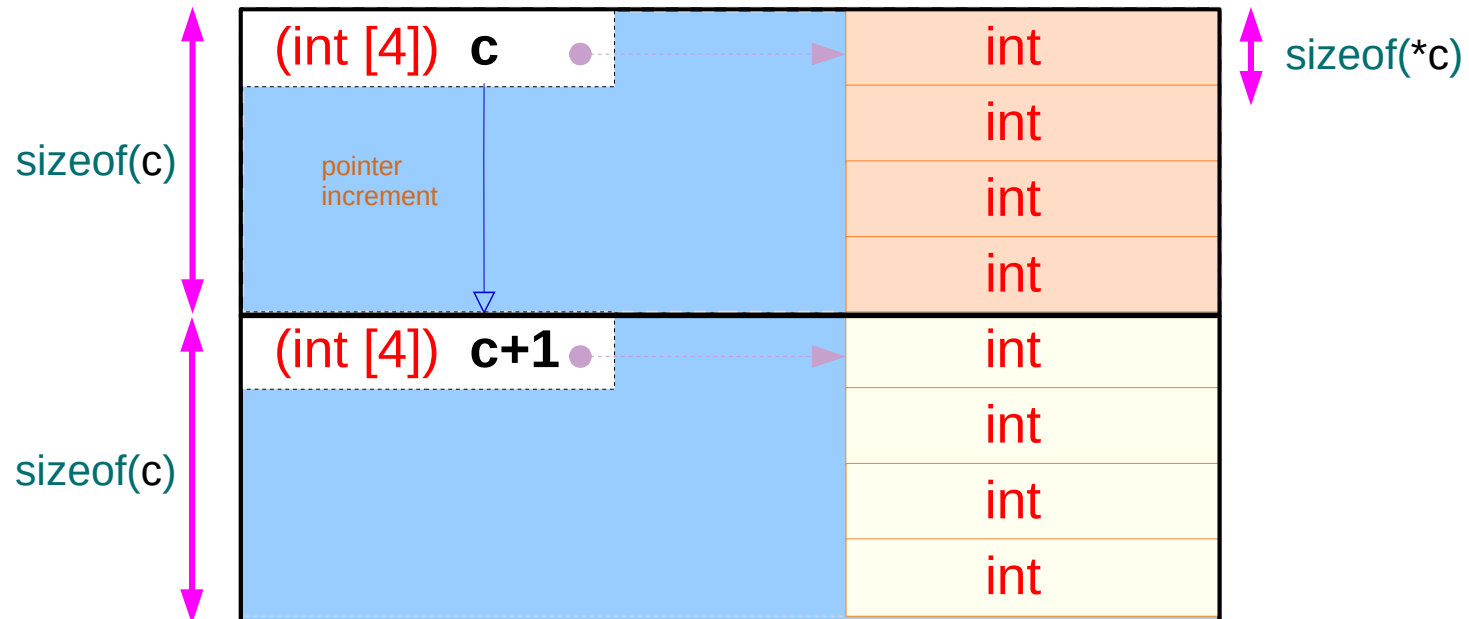 (int [4]) c
int
sizeof(*c)
int
sizeof(c)
pointer
increment
int
int
(int [4]) c+1
int
int
sizeof(c)
int
int